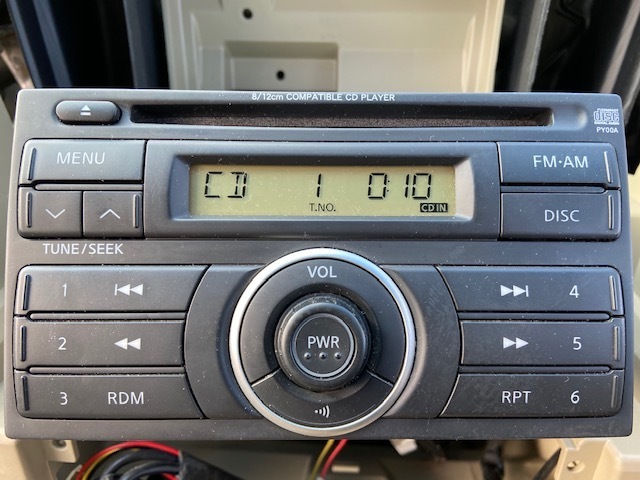 8/12cm COMPATIBLE CD PLAYER
disc
PY00A
MENU
FM·AM
CD 1 010
T.NO. CD IN
DISC
TUNE/SEEK
VOL
1
4
2
PWR
5
3 RDM
RPT 6